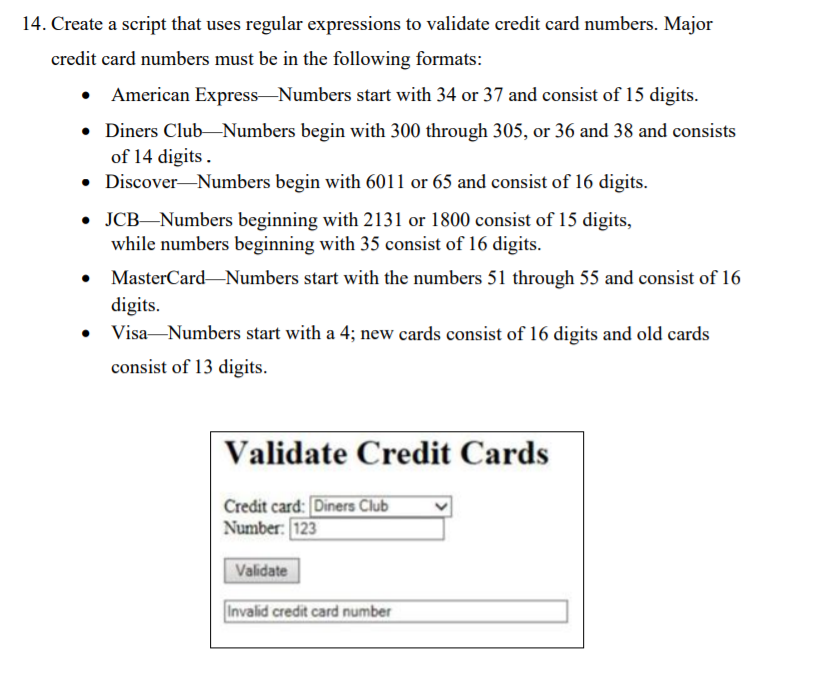 14. Create a script that uses regular expressions to validate credit card numbers. Major
credit card numbers must be in the following formats:
• American Express—Numbers start with 34 or 37 and consist of 15 digits.
• Diners Club—Numbers begin with 300 through 305, or 36 and 38 and consists
of 14 digits .
• Discover—Numbers begin with 6011 or 65 and consist of 16 digits.
• JCB—Numbers beginning with 2131 or 1800 consist of 15 digits,
while numbers beginning with 35 consist of 16 digits.
• MasterCard—Numbers start with the numbers 51 through 55 and consist of 16
digits.
• Visa—Numbers start with a 4; new cards consist of 16 digits and old cards
consist of 13 digits.
Validate Credit Cards
Credit card: Diners Club
Number: 123
Validate
Invalid credit card number